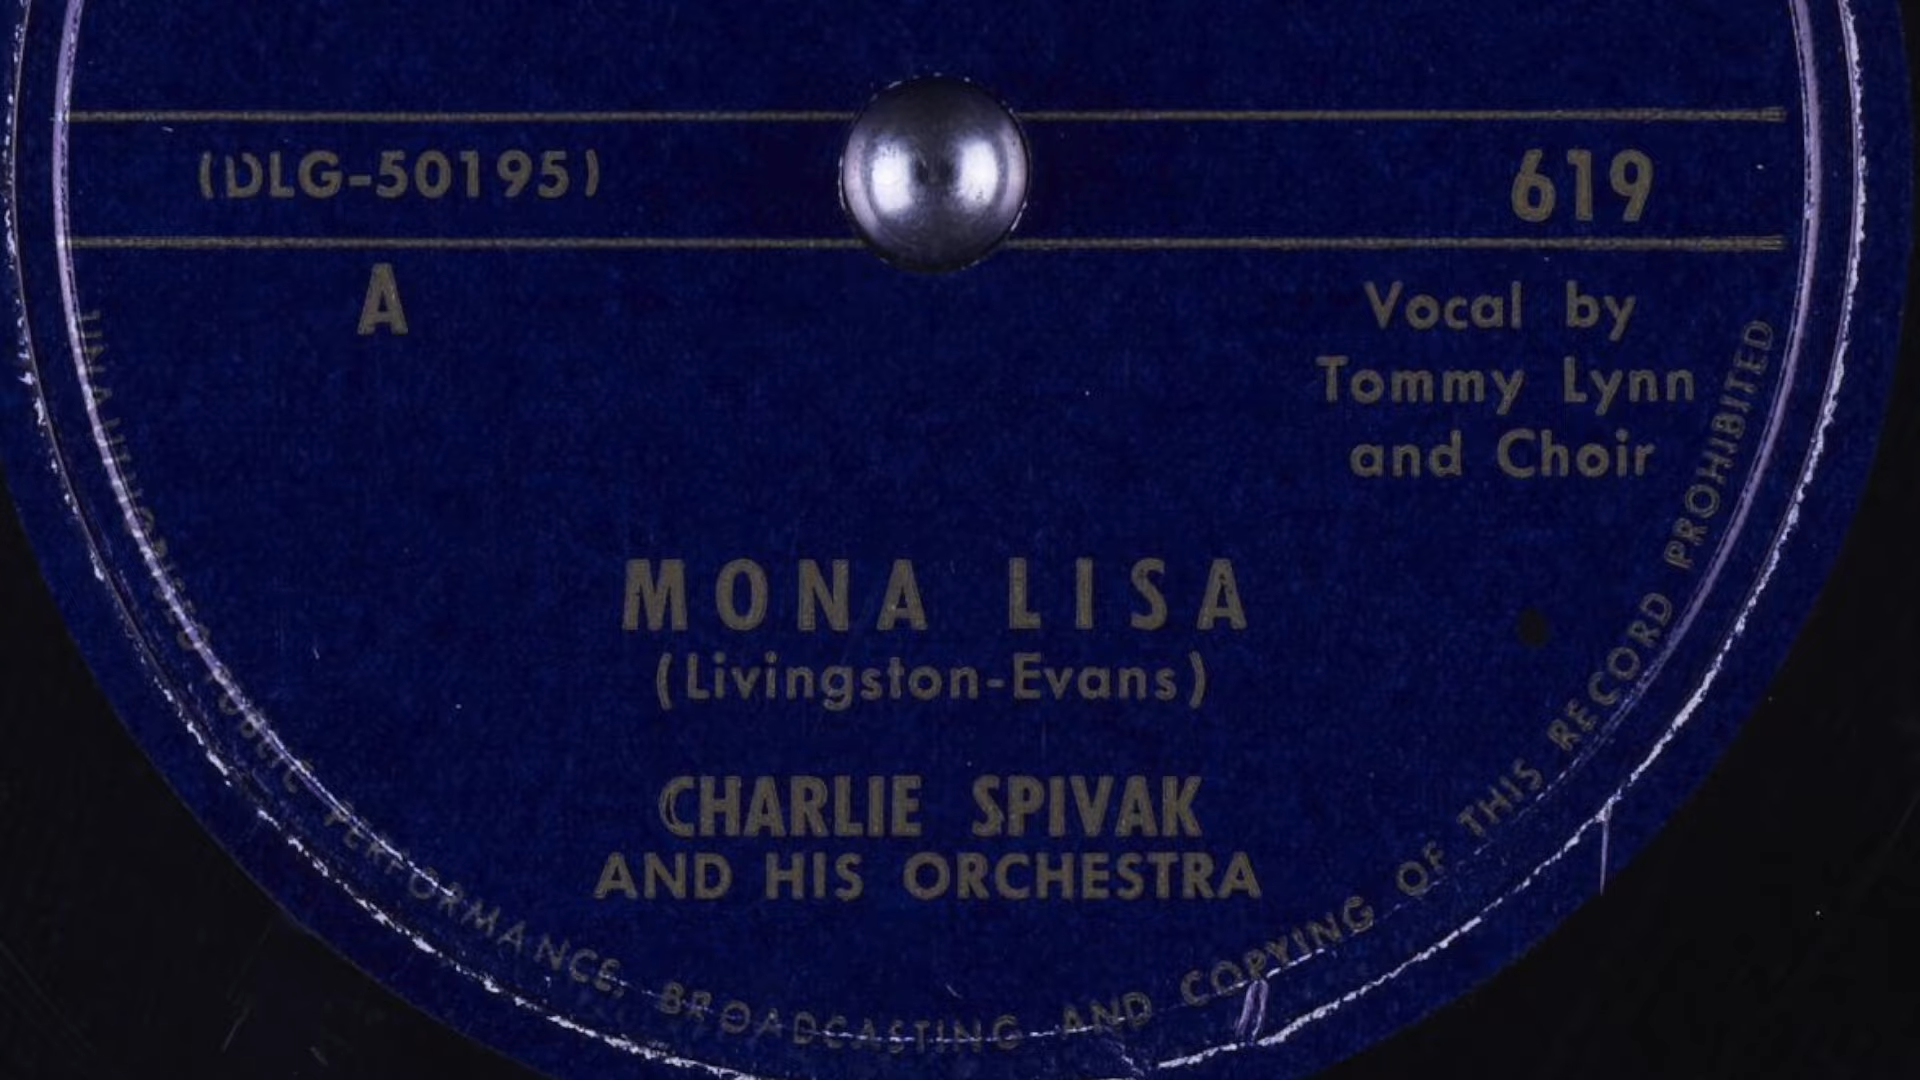 (DLG-50195)
619
A
Vocal by
Tommy Lynn
and Choir
MONA LISA
(Livingston-Evans)
CHARLIE SPIVAK
AND HIS ORCHESTRA
PUBLIC PERFORMANCE, BROADCASTING AND COPYING OF THIS RECORD PROHIBITED